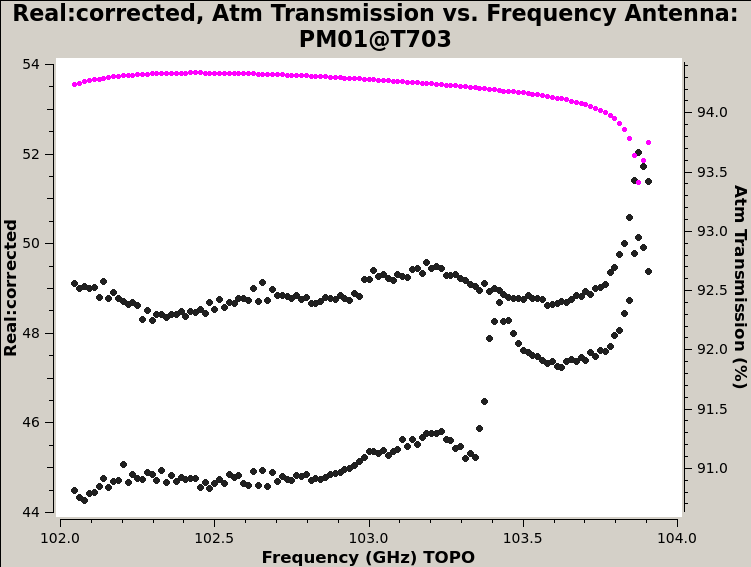 Real:corrected, Atm Transmission vs. Frequency Antenna:
PM01@T703
54
52
50
48
46
44
Real:corrected
94.0
93.5
93.0
92.5
92.0
91.5
91.0
Atm Transmission (%)
102.0 102.5 103.0 103.5 104.0
Frequency (GHz) TOPO